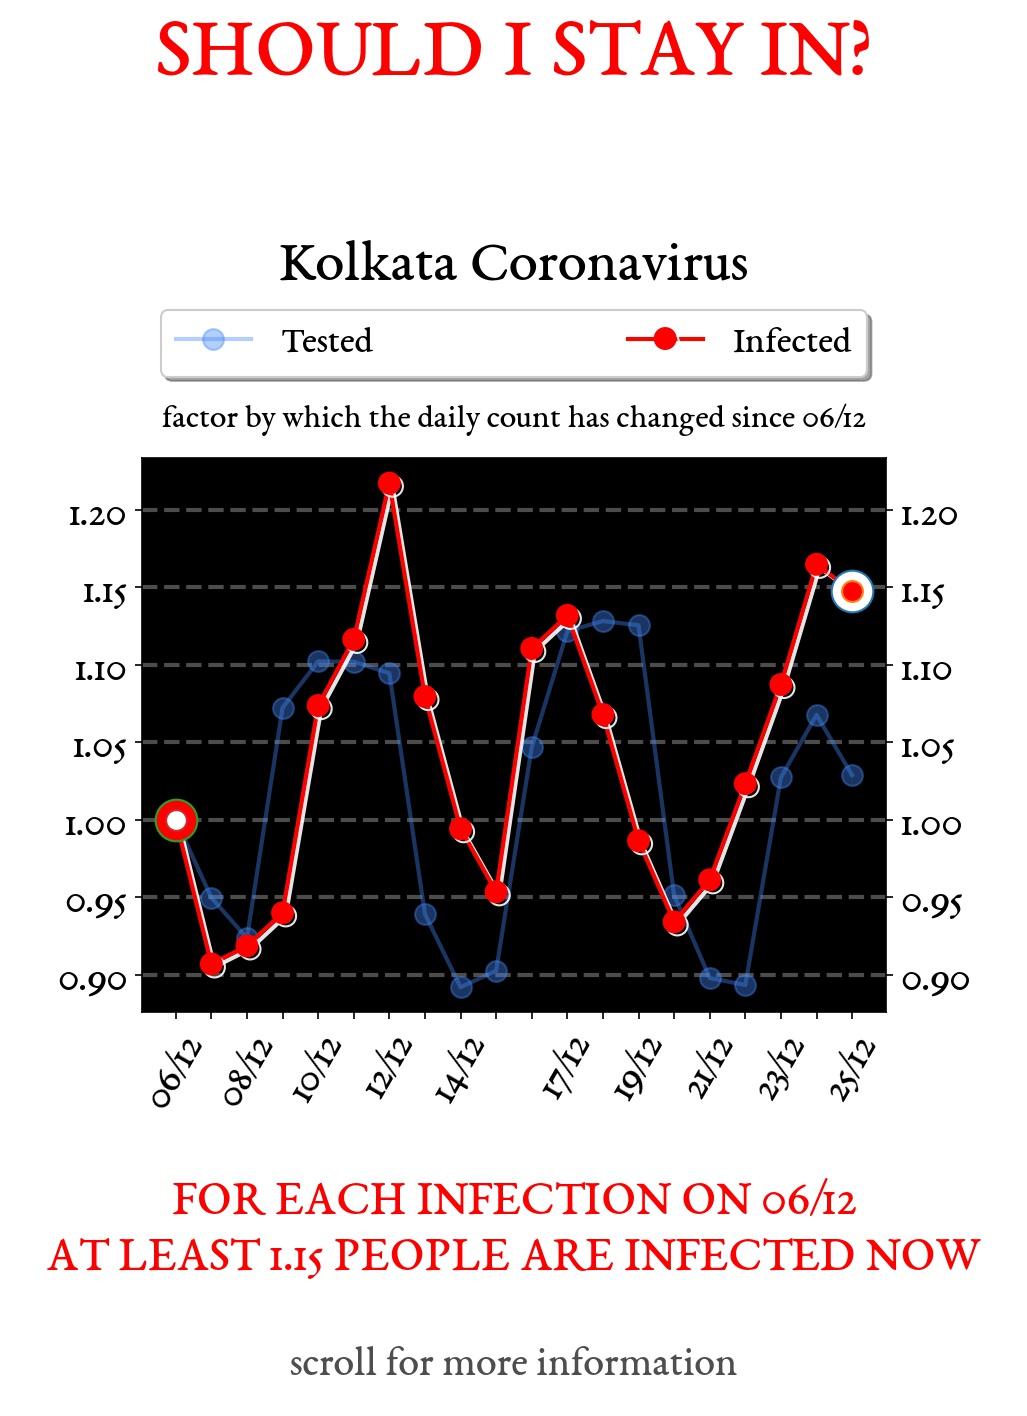 SHOULD I STAY IN?
Kolkata Coronavirus
Tested Infected
factor by which the daily count has changed since 06/12
1.20 1.20
1.15 1.15
1.10 1.10
1.05 1.05
1.00 1.00
0.95 0.95
0.90 0.90
06/12 08/12 10/12 12/12 14/12 17/12 19/12 21/12 23/12 25/12
FOR EACH INFECTION ON 06/12
AT LEAST 1.15 PEOPLE ARE INFECTED NOW
scroll for more information